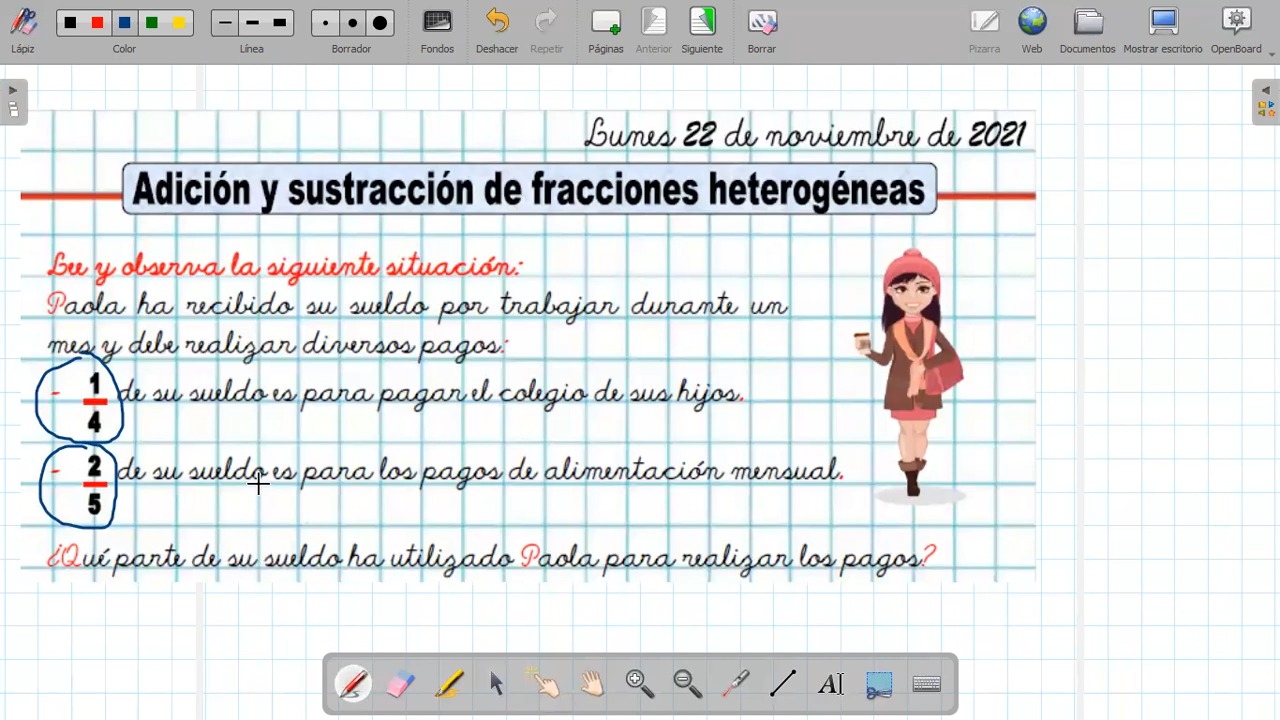 Lápiz
Color
Línea
Borrador
Fondos
Deshacer
Repetir
Páginas
Anterior
Siguiente
Borrar
Pizarra
Web
Documentos
Mostrar escritorio
OpenBoard
Lunes 22 de noviembre de 2021
Adición y sustracción de fracciones heterogéneas
Lee y observa la siguiente situación:
Paola ha recibido su sueldo por trabajar durante un
mes y debe realizar diversos pagos:
- 1/4 de su sueldo es para pagar el colegio de sus hijos.
- 2/5 de su sueldo es para los pagos de alimentación mensual.
¿Qué parte de su sueldo ha utilizado Paola para realizar los pagos?
AI